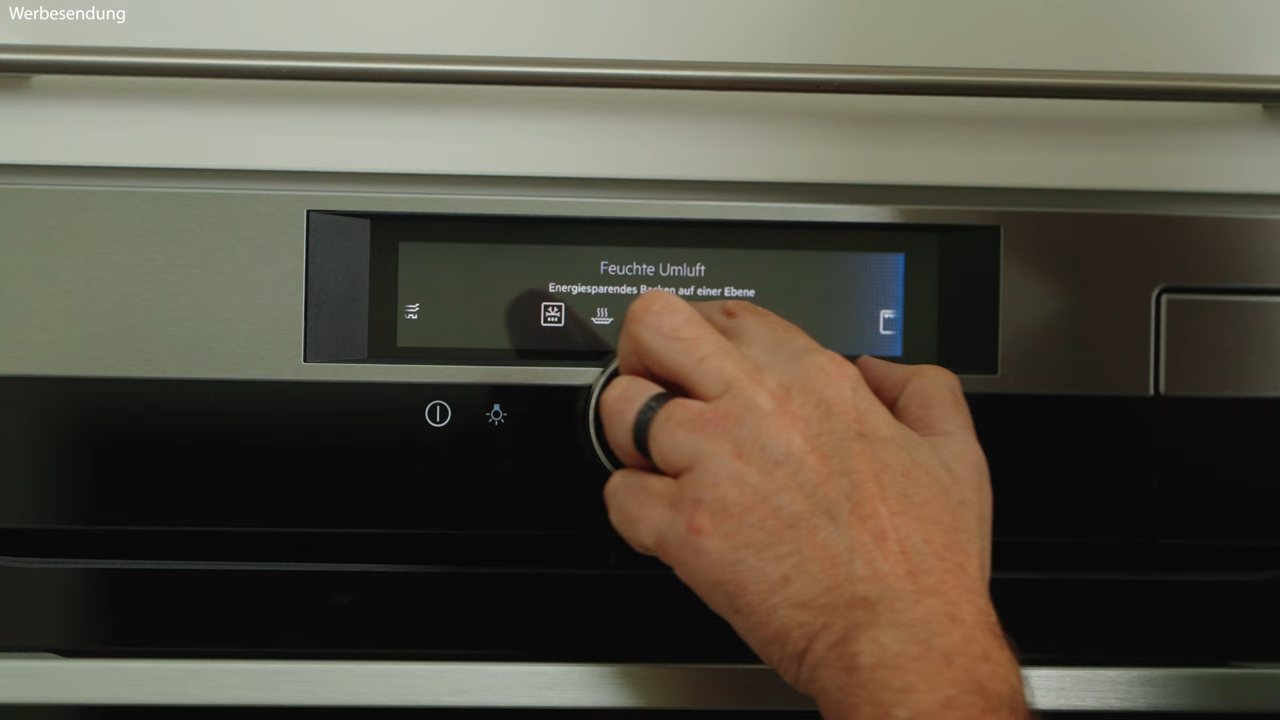 Werbesendung
Feuchte Umluft
Energiesparendes Backen auf einer Ebene